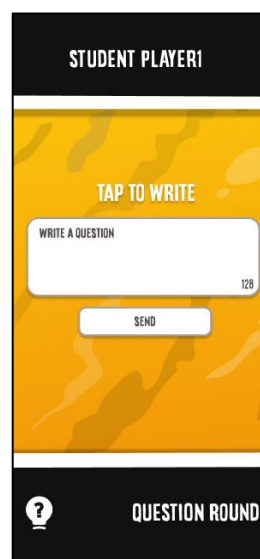 STUDENT PLAYER1
TAP TO WRITE
WRITE A QUESTION
128
SEND
?
QUESTION ROUND